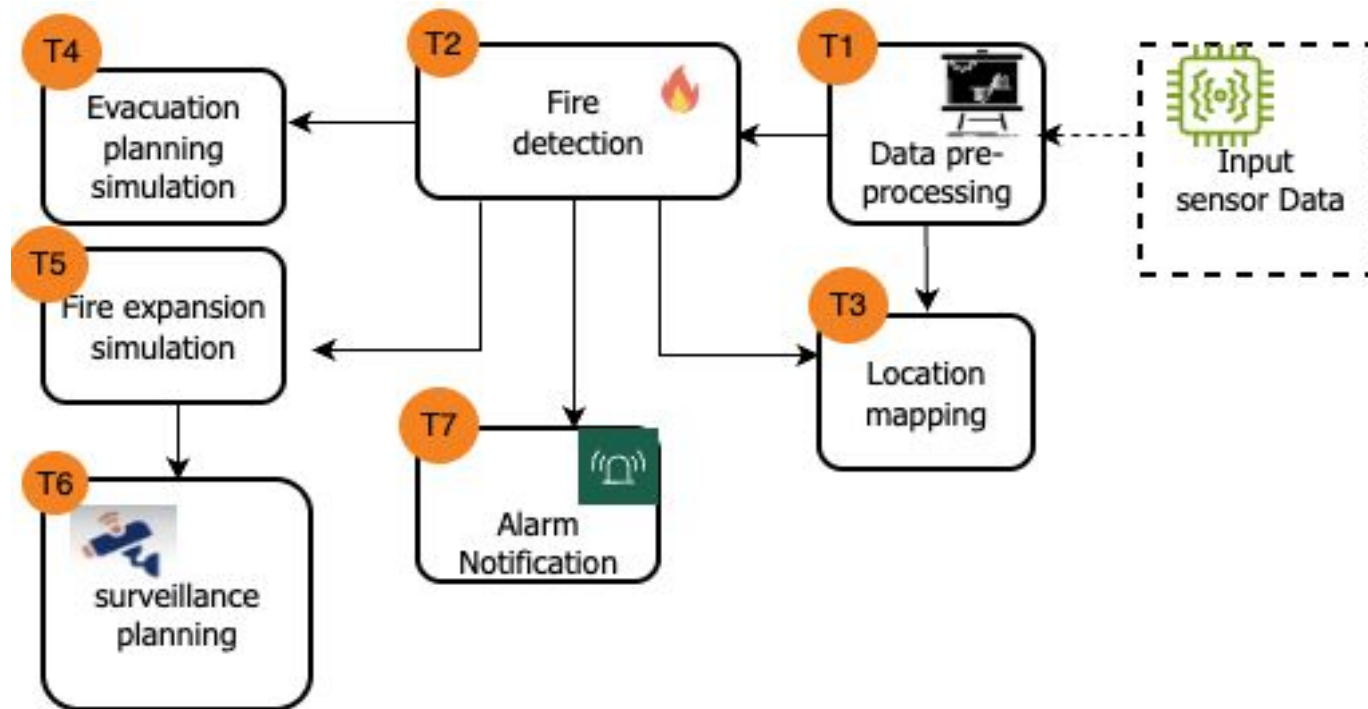 T4
Evacuation
planning
simulation
T2
Fire
detection
T1
Data pre-
processing
Input
sensor Data
T5
Fire expansion
simulation
T3
Location
mapping
T7
Alarm
Notification
T6
surveillance
planning